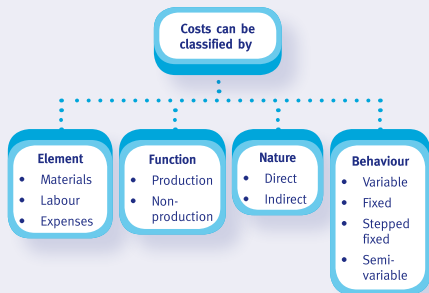 Costs can be
classified by
Element
• Materials
• Labour
• Expenses
Function
• Production
• Non-
production
Nature
• Direct
• Indirect
Behaviour
• Variable
• Fixed
• Stepped
fixed
• Semi-
variable